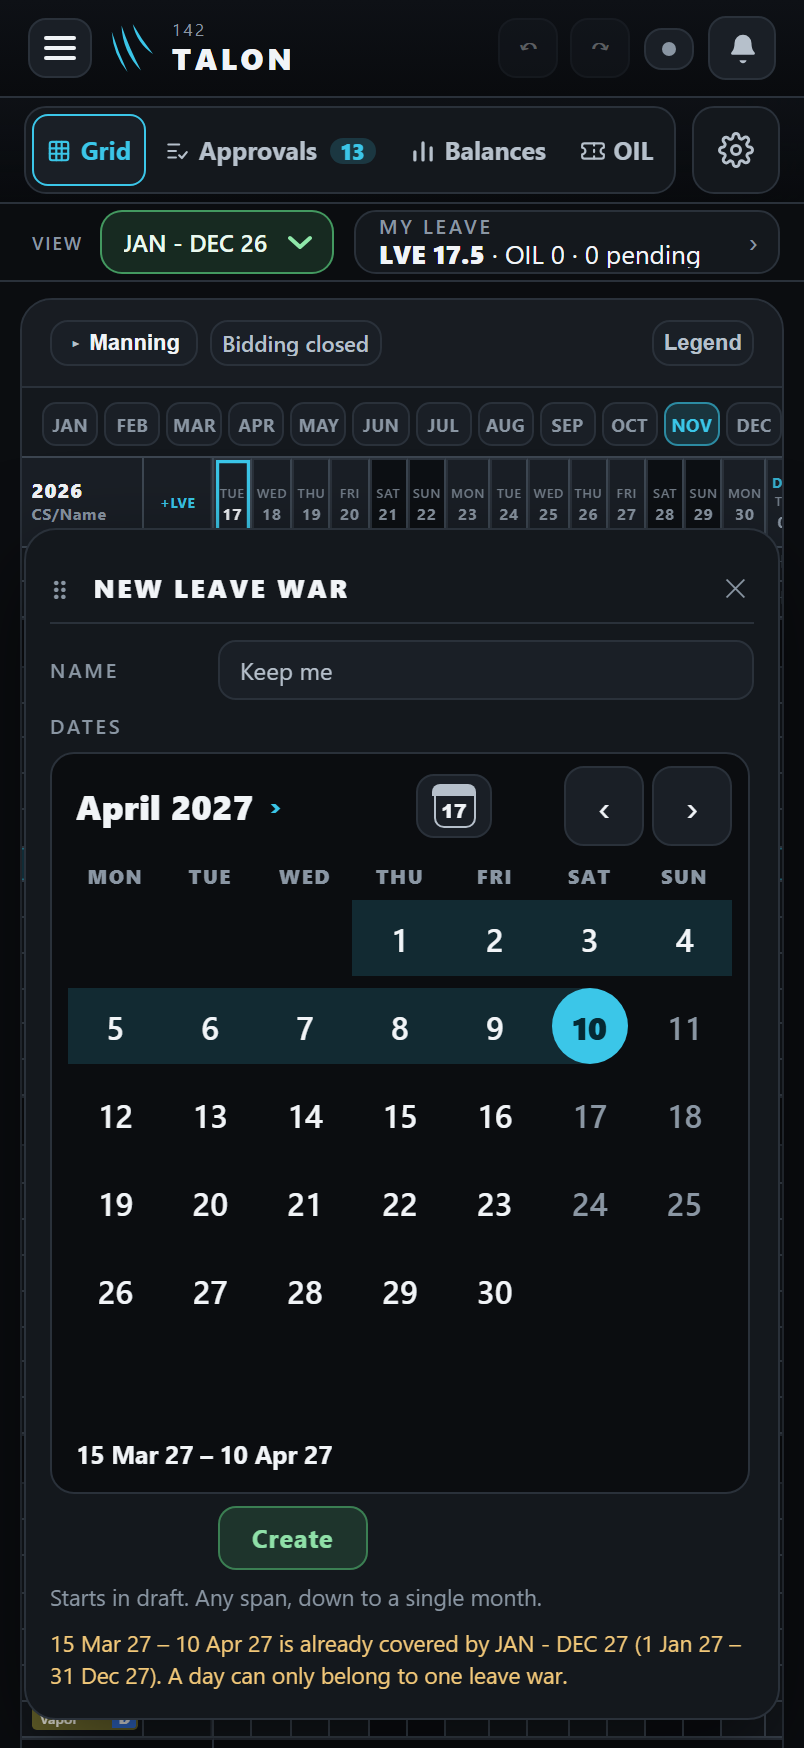 142
TALON
Grid
Approvals 13
Balances
OIL
VIEW
JAN - DEC 26
MY LEAVE
LVE 17.5 · OIL 0 · 0 pending
▸ Manning
Bidding closed
Legend
JAN FEB MAR APR MAY JUN JUL AUG SEP OCT NOV DEC
2026
CS/Name
+LVE
TUE WED THU FRI SAT SUN MON TUE WED THU FRI SAT SUN MON
17 18 19 20 21 22 23 24 25 26 27 28 29 30
NEW LEAVE WAR
NAME
Keep me
DATES
April 2027 ›
17
‹ ›
MON TUE WED THU FRI SAT SUN
1 2 3 4
5 6 7 8 9 10 11
12 13 14 15 16 17 18
19 20 21 22 23 24 25
26 27 28 29 30
15 Mar 27 – 10 Apr 27
Create
Starts in draft. Any span, down to a single month.
15 Mar 27 – 10 Apr 27 is already covered by JAN - DEC 27 (1 Jan 27 –
31 Dec 27). A day can only belong to one leave war.